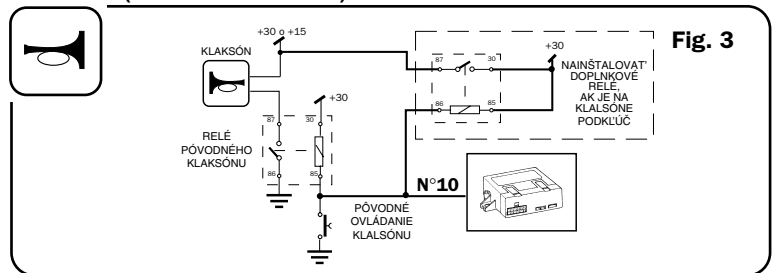 Fig. 3
+30 o +15
KLAKSÓN
87
30
+30
NAINŠTALOVAŤ
DOPLNKOVÉ
RELÉ,
AK JE NA
KLALSÓNE
PODKĽÚČ
86
85
+30
87
30
RELÉ
PÓVODNÉHO
KLAKSÓNU
86
85
N°10
PÔVODNÉ
OVLÁDANIE
KLALSÓNU